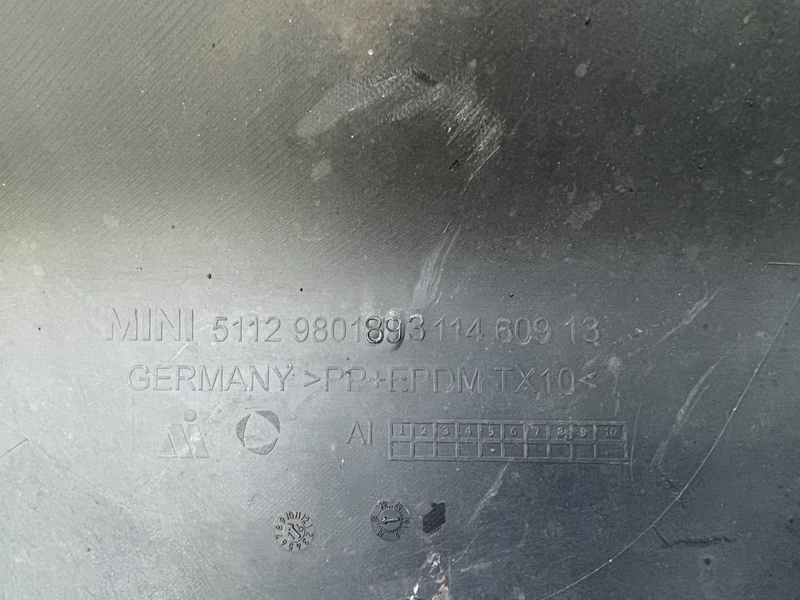 MINI 5112 9801893 114 609 13
GERMANY >PP+EPDM TX10<
AI 1 2 3 4 5 6 7 8 9 10